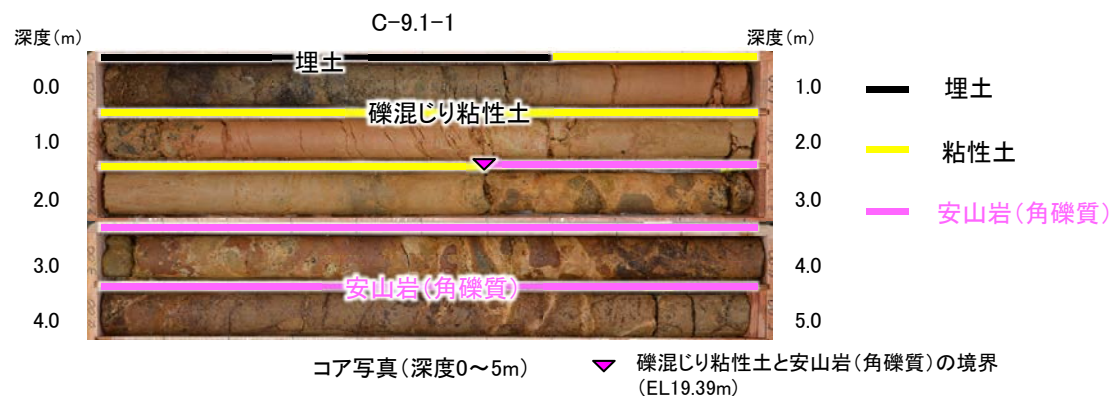 C-9.1-1
深度(m)
深度(m)
埋土
0.0
1.0
埋土
礫混じり粘性土
1.0
2.0
粘性土
2.0
3.0
安山岩(角礫質)
3.0
4.0
安山岩(角礫質)
4.0
5.0
コア写真(深度0～5m)
礫混じり粘性土と安山岩(角礫質)の境界
(EL19.39m)